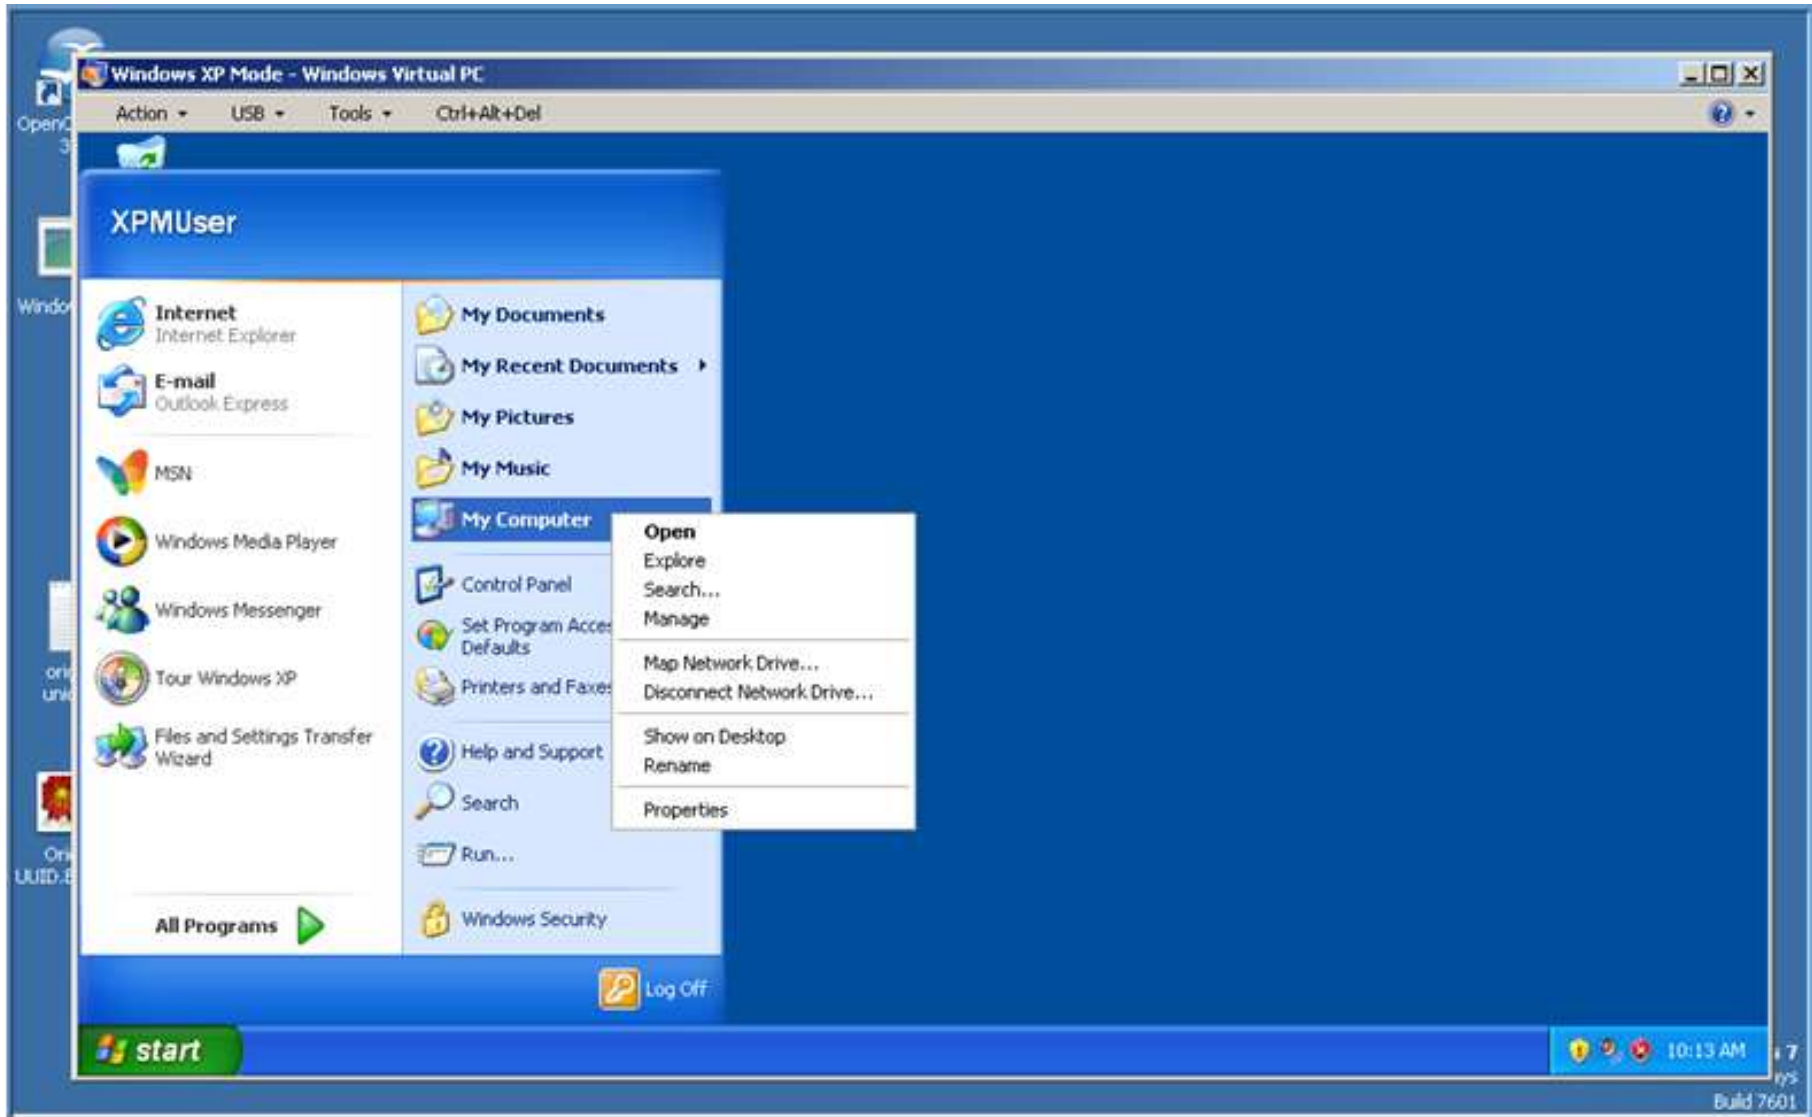 Windows XP Mode - Windows Virtual PC
Action
USB
Tools
Ctrl+Alt+Del
XPMUser
Internet
Internet Explorer
E-mail
Outlook Express
MSN
Windows Media Player
Windows Messenger
Tour Windows XP
Files and Settings Transfer
Wizard
All Programs
My Documents
My Recent Documents
My Pictures
My Music
My Computer
Control Panel
Set Program Acces
Defaults
Printers and Faxes
Help and Support
Search
Run...
Windows Security
Open
Explore
Search...
Manage
Map Network Drive...
Disconnect Network Drive...
Show on Desktop
Rename
Properties
Log Off
start
10:13 AM
7
Build 7601